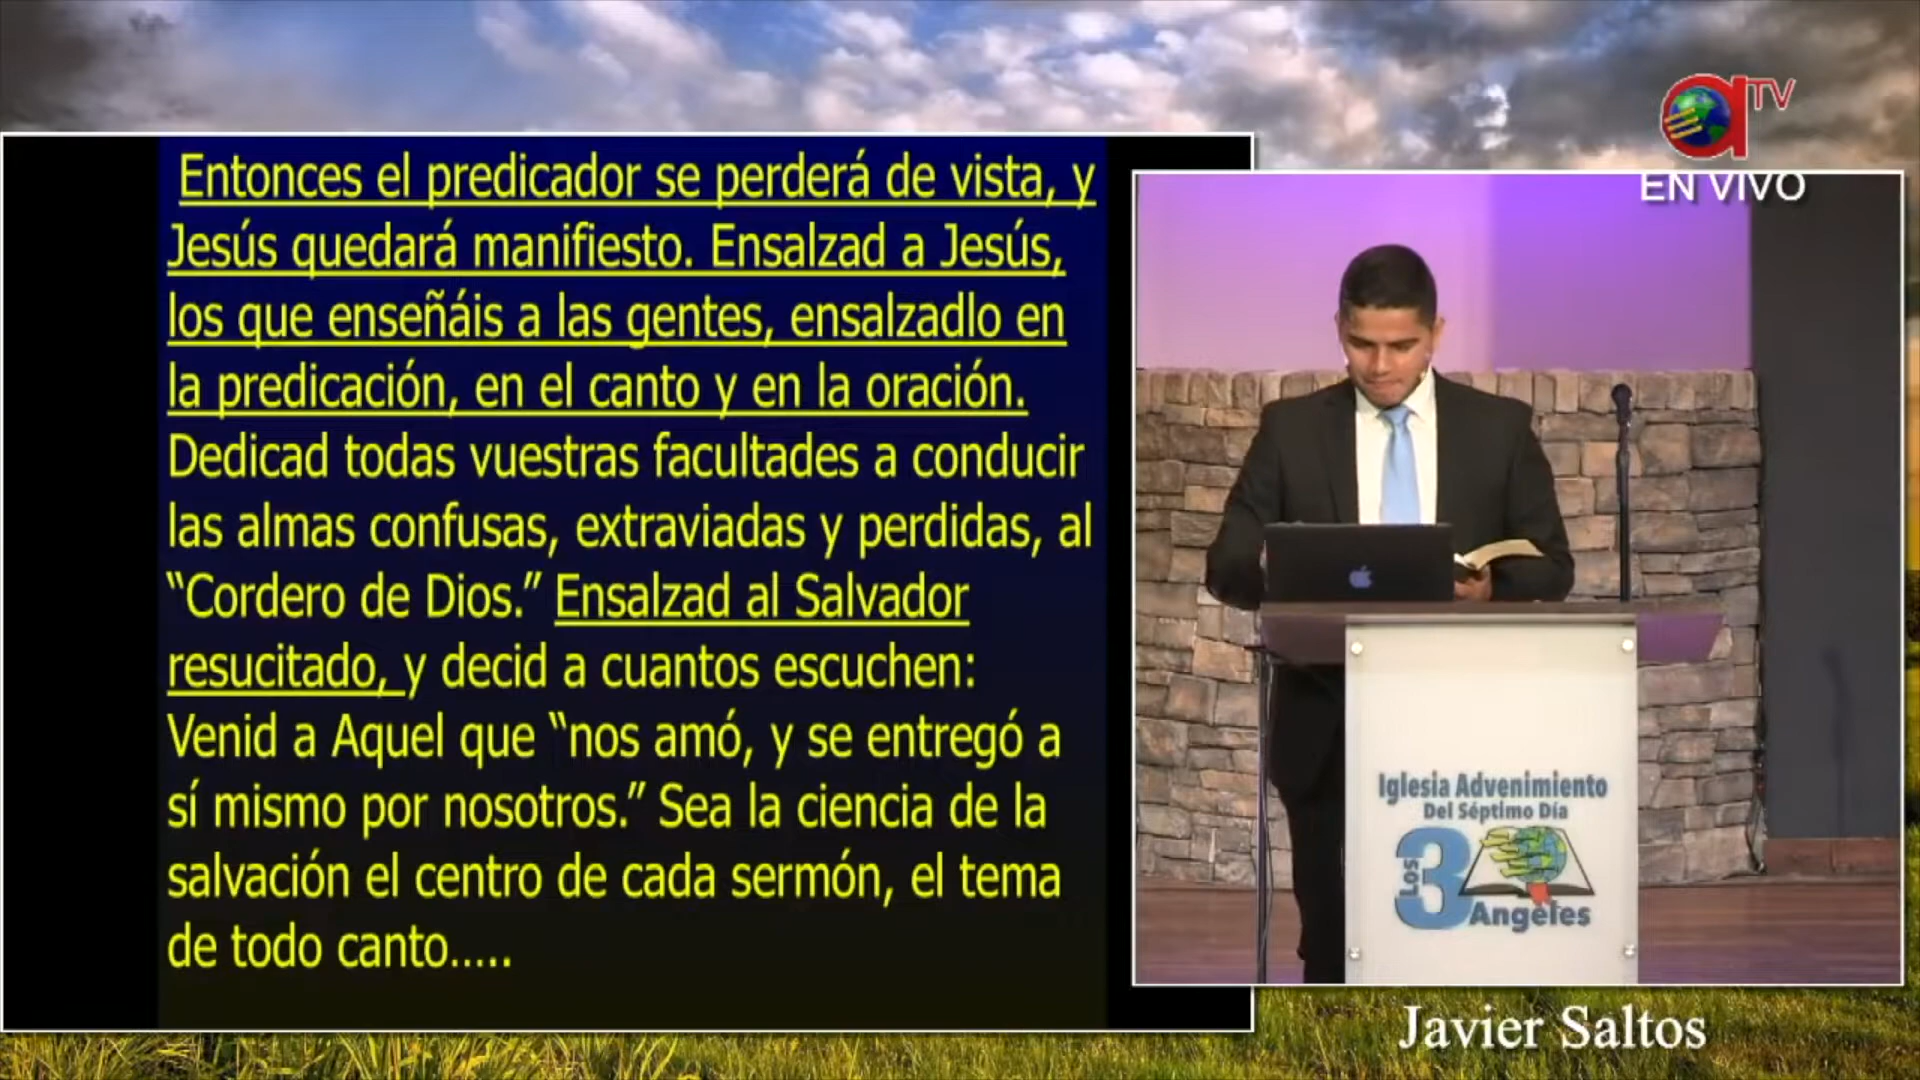 Entonces el predicador se perderá de vista, y
Jesús quedará manifiesto. Ensalzad a Jesús,
los que enseñáis a las gentes, ensalzadlo en
la predicación, en el canto y en la oración.
Dedicad todas vuestras facultades a conducir
las almas confusas, extraviadas y perdidas, al
“Cordero de Dios.” Ensalzad al Salvador
resucitado, y decid a cuantos escuchen:
Venid a Aquel que “nos amó, y se entregó a
sí mismo por nosotros.” Sea la ciencia de la
salvación el centro de cada sermón, el tema
de todo canto.....
a TV
EN VIVO
Iglesia Advenimiento
Del Séptimo Día
Los 3
Angeles
Javier Saltos